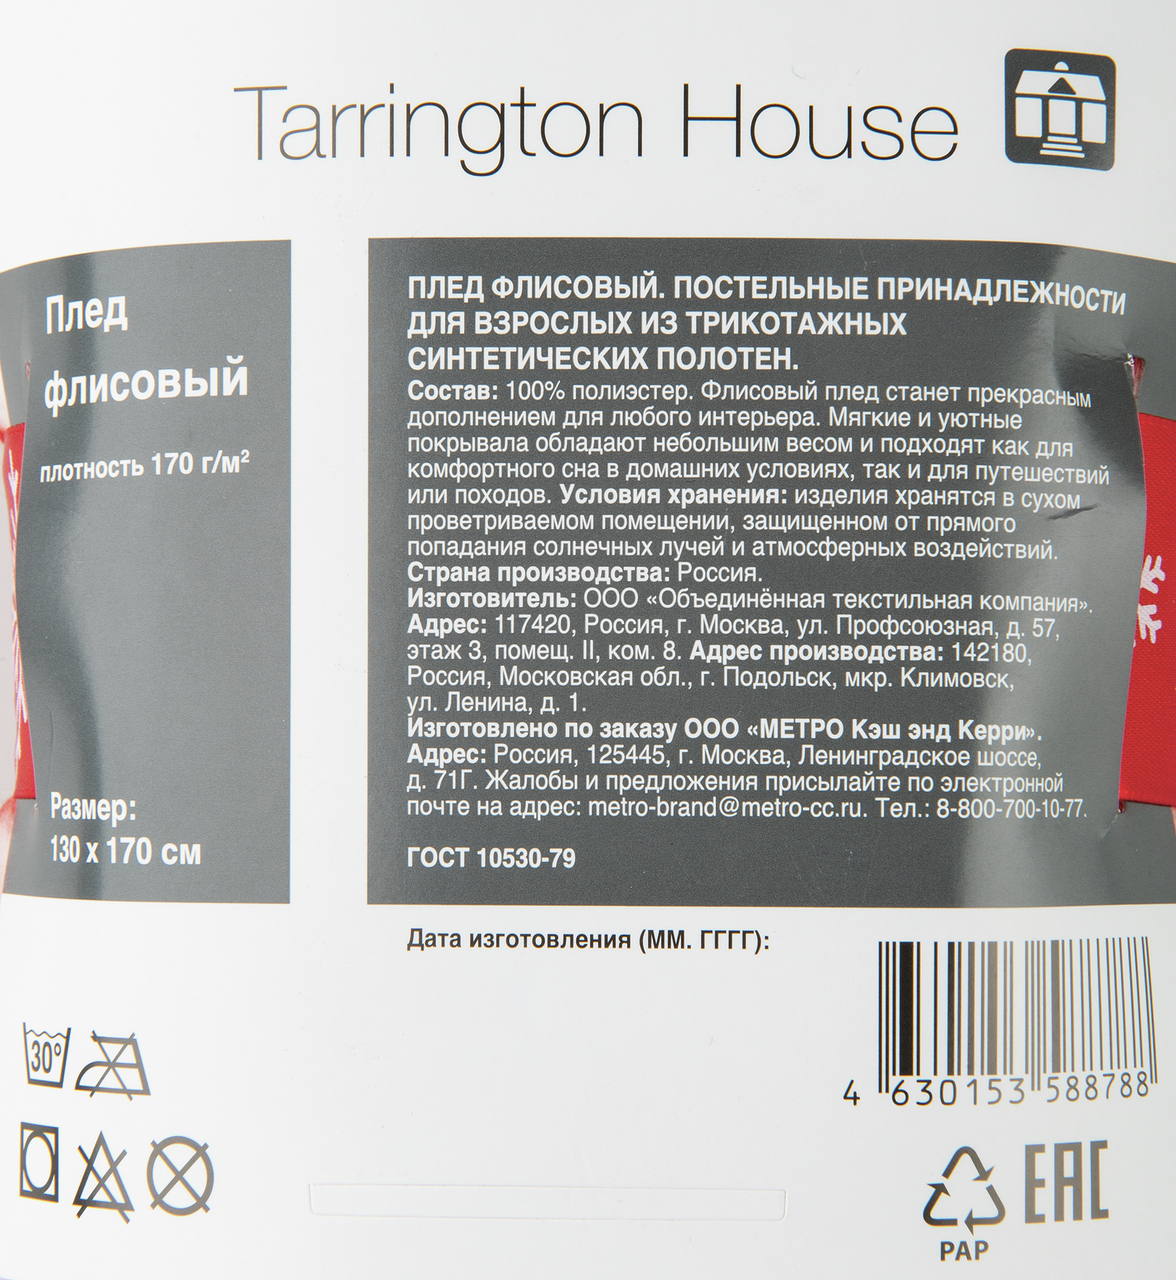 Tarrington House
Плед
флисовый
плотность 170 г/м²
Размер:
130 x 170 см
ПЛЕД ФЛИСОВЫЙ. ПОСТЕЛЬНЫЕ ПРИНАДЛЕЖНОСТИ
ДЛЯ ВЗРОСЛЫХ ИЗ ТРИКОТАЖНЫХ
СИНТЕТИЧЕСКИХ ПОЛОТЕН.
Состав: 100% полиэстер. Флисовый плед станет прекрасным
дополнением для любого интерьера. Мягкие и уютные
покрывала обладают небольшим весом и подходят как для
комфортного сна в домашних условиях, так и для путешествий
или походов. Условия хранения: изделия хранятся в сухом
проветриваемом помещении, защищенном от прямого
попадания солнечных лучей и атмосферных воздействий.
Страна производства: Россия.
Изготовитель: ООО «Объединённая текстильная компания».
Адрес: 117420, Россия, г. Москва, ул. Профсоюзная, д. 57,
этаж 3, помещ. II, ком. 8. Адрес производства: 142180,
Россия, Московская обл., г. Подольск, мкр. Климовск,
ул. Ленина, д. 1.
Изготовлено по заказу ООО «МЕТРО Кэш энд Керри».
Адрес: Россия, 125445, г. Москва, Ленинградское шоссе,
д. 71Г. Жалобы и предложения присылайте по электронной
почте на адрес: metro-brand@metro-cc.ru. Тел.: 8-800-700-10-77.
ГОСТ 10530-79
Дата изготовления (ММ. ГГГГ):
30°
4 630153 588788
PAP
EAC